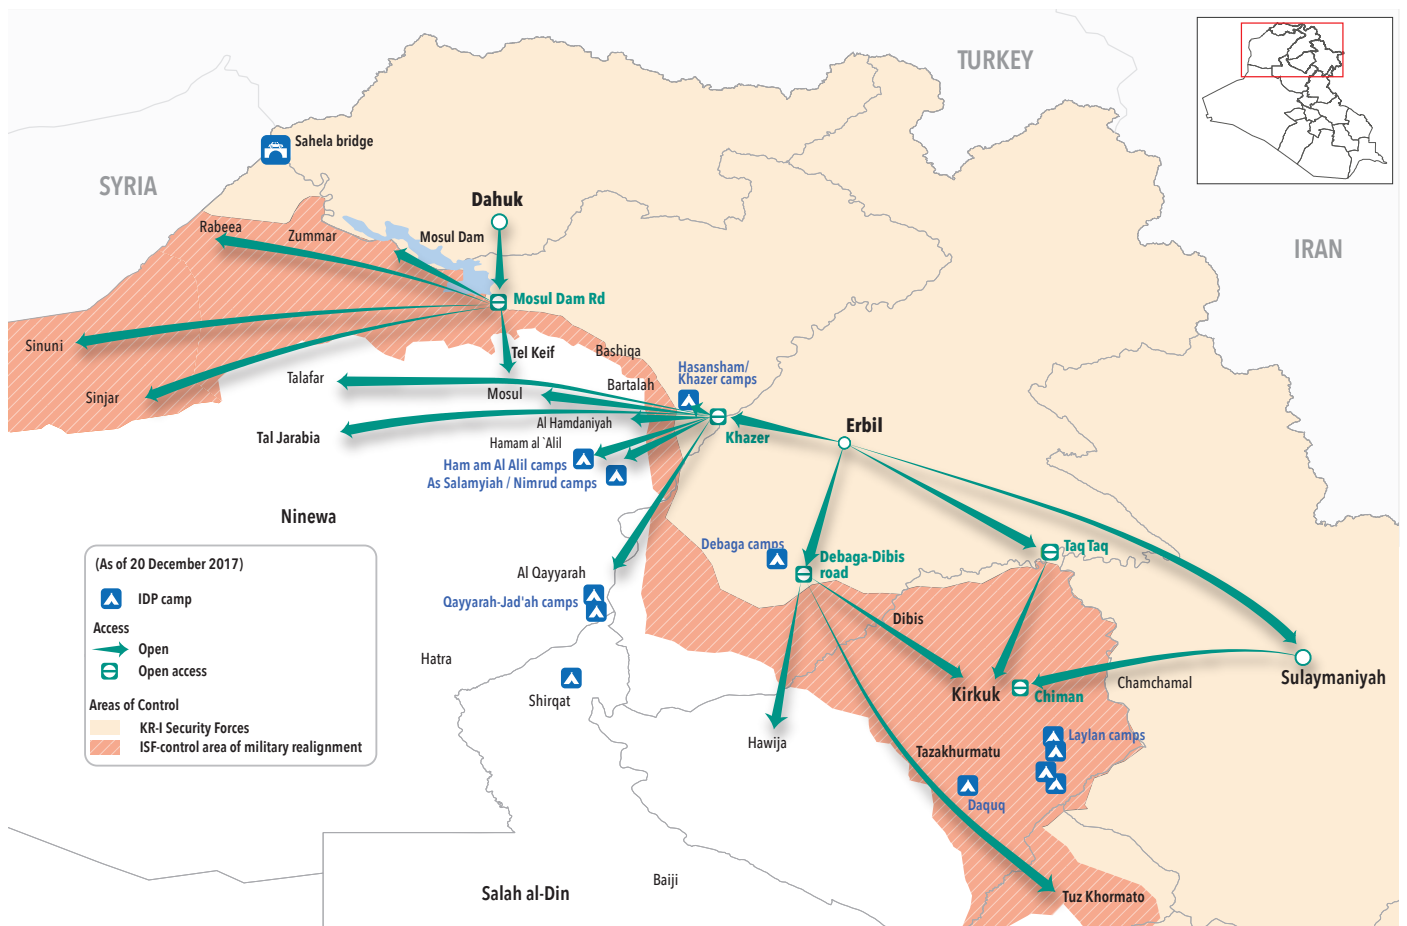 TURKEY
Sahela bridge
SYRIA
Dahuk
Rabeea
Zummar
Mosul Dam
IRAN
Mosul Dam Rd
Sinuni
Tel Keif
Bashiqa
Hasansham/
Khazer camps
Talafar
Bartalah
Mosul
Sinjar
Al Hamdaniyah
Erbil
Tal Jarabia
Khazer
Hamam al `Alil
Ham am Al Alil camps
As Salamyiah / Nimrud camps
Ninewa
Debaga camps
Taq Taq
Debaga-Dibis
road
(As of 20 December 2017)
IDP camp
Access
Open
Open access
Areas of Control
KR-I Security Forces
ISF-control area of military realignment
Al Qayyarah
Qayyarah-Jad'ah camps
Dibis
Hatra
Shirqat
Kirkuk
Chiman
Chamchamal
Sulaymaniyah
Hawija
Tazakhurmatu
Laylan camps
Daquq
Baiji
Salah al-Din
Tuz Khormato